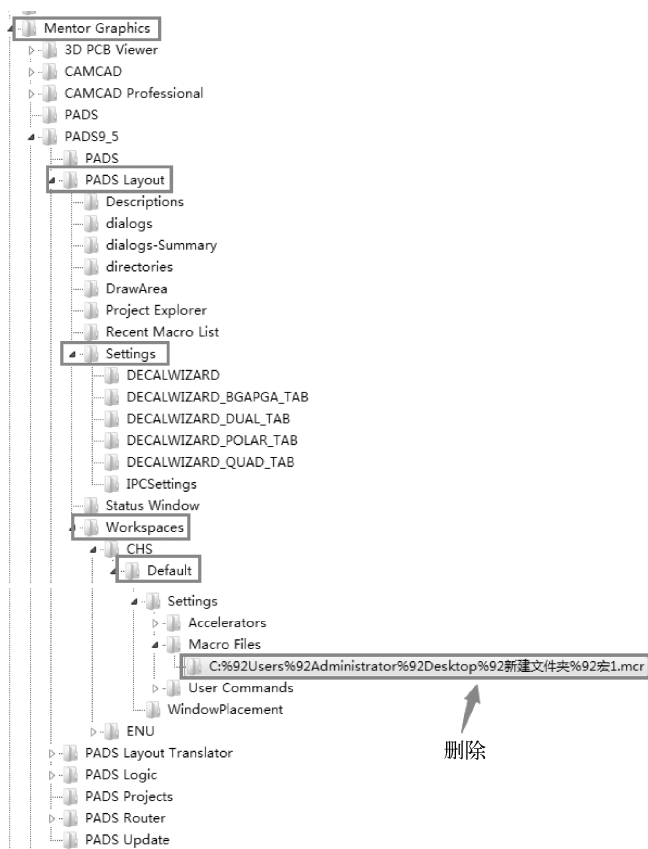 Mentor Graphics
3D PCB Viewer
CAMCAD
CAMCAD Professional
PADS
PADS9_5
PADS
PADS Layout
Descriptions
dialogs
dialogs-Summary
directories
DrawArea
Project Explorer
Recent Macro List
Settings
DECALWIZARD
DECALWIZARD_BGAPGA_TAB
DECALWIZARD_DUAL_TAB
DECALWIZARD_POLAR_TAB
DECALWIZARD_QUAD_TAB
IPCSettings
Status Window
Workspaces
CHS
Default
Settings
Accelerators
Macro Files
C:%92Users%92Administrator%92Desktop%92新建文件夹%92宏1.mcr
User Commands
WindowPlacement
ENU
删除
PADS Layout Translator
PADS Logic
PADS Projects
PADS Router
PADS Update